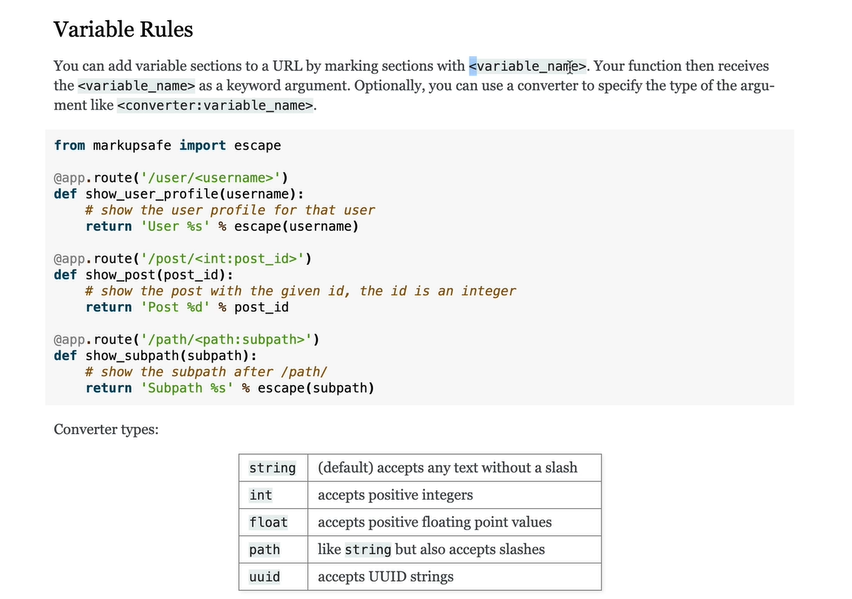 Variable Rules
You can add variable sections to a URL by marking sections with <variable_name>. Your function then receives
the <variable_name> as a keyword argument. Optionally, you can use a converter to specify the type of the argu-
ment like <converter:variable_name>.
from markupsafe import escape
@app.route('/user/<username>')
def show_user_profile(username):
    # show the user profile for that user
    return 'User %s' % escape(username)
@app.route('/post/<int:post_id>')
def show_post(post_id):
    # show the post with the given id, the id is an integer
    return 'Post %d' % post_id
@app.route('/path/<path:subpath>')
def show_subpath(subpath):
    # show the subpath after /path/
    return 'Subpath %s' % escape(subpath)
Converter types:
string (default) accepts any text without a slash
int accepts positive integers
float accepts positive floating point values
path like string but also accepts slashes
uuid accepts UUID strings